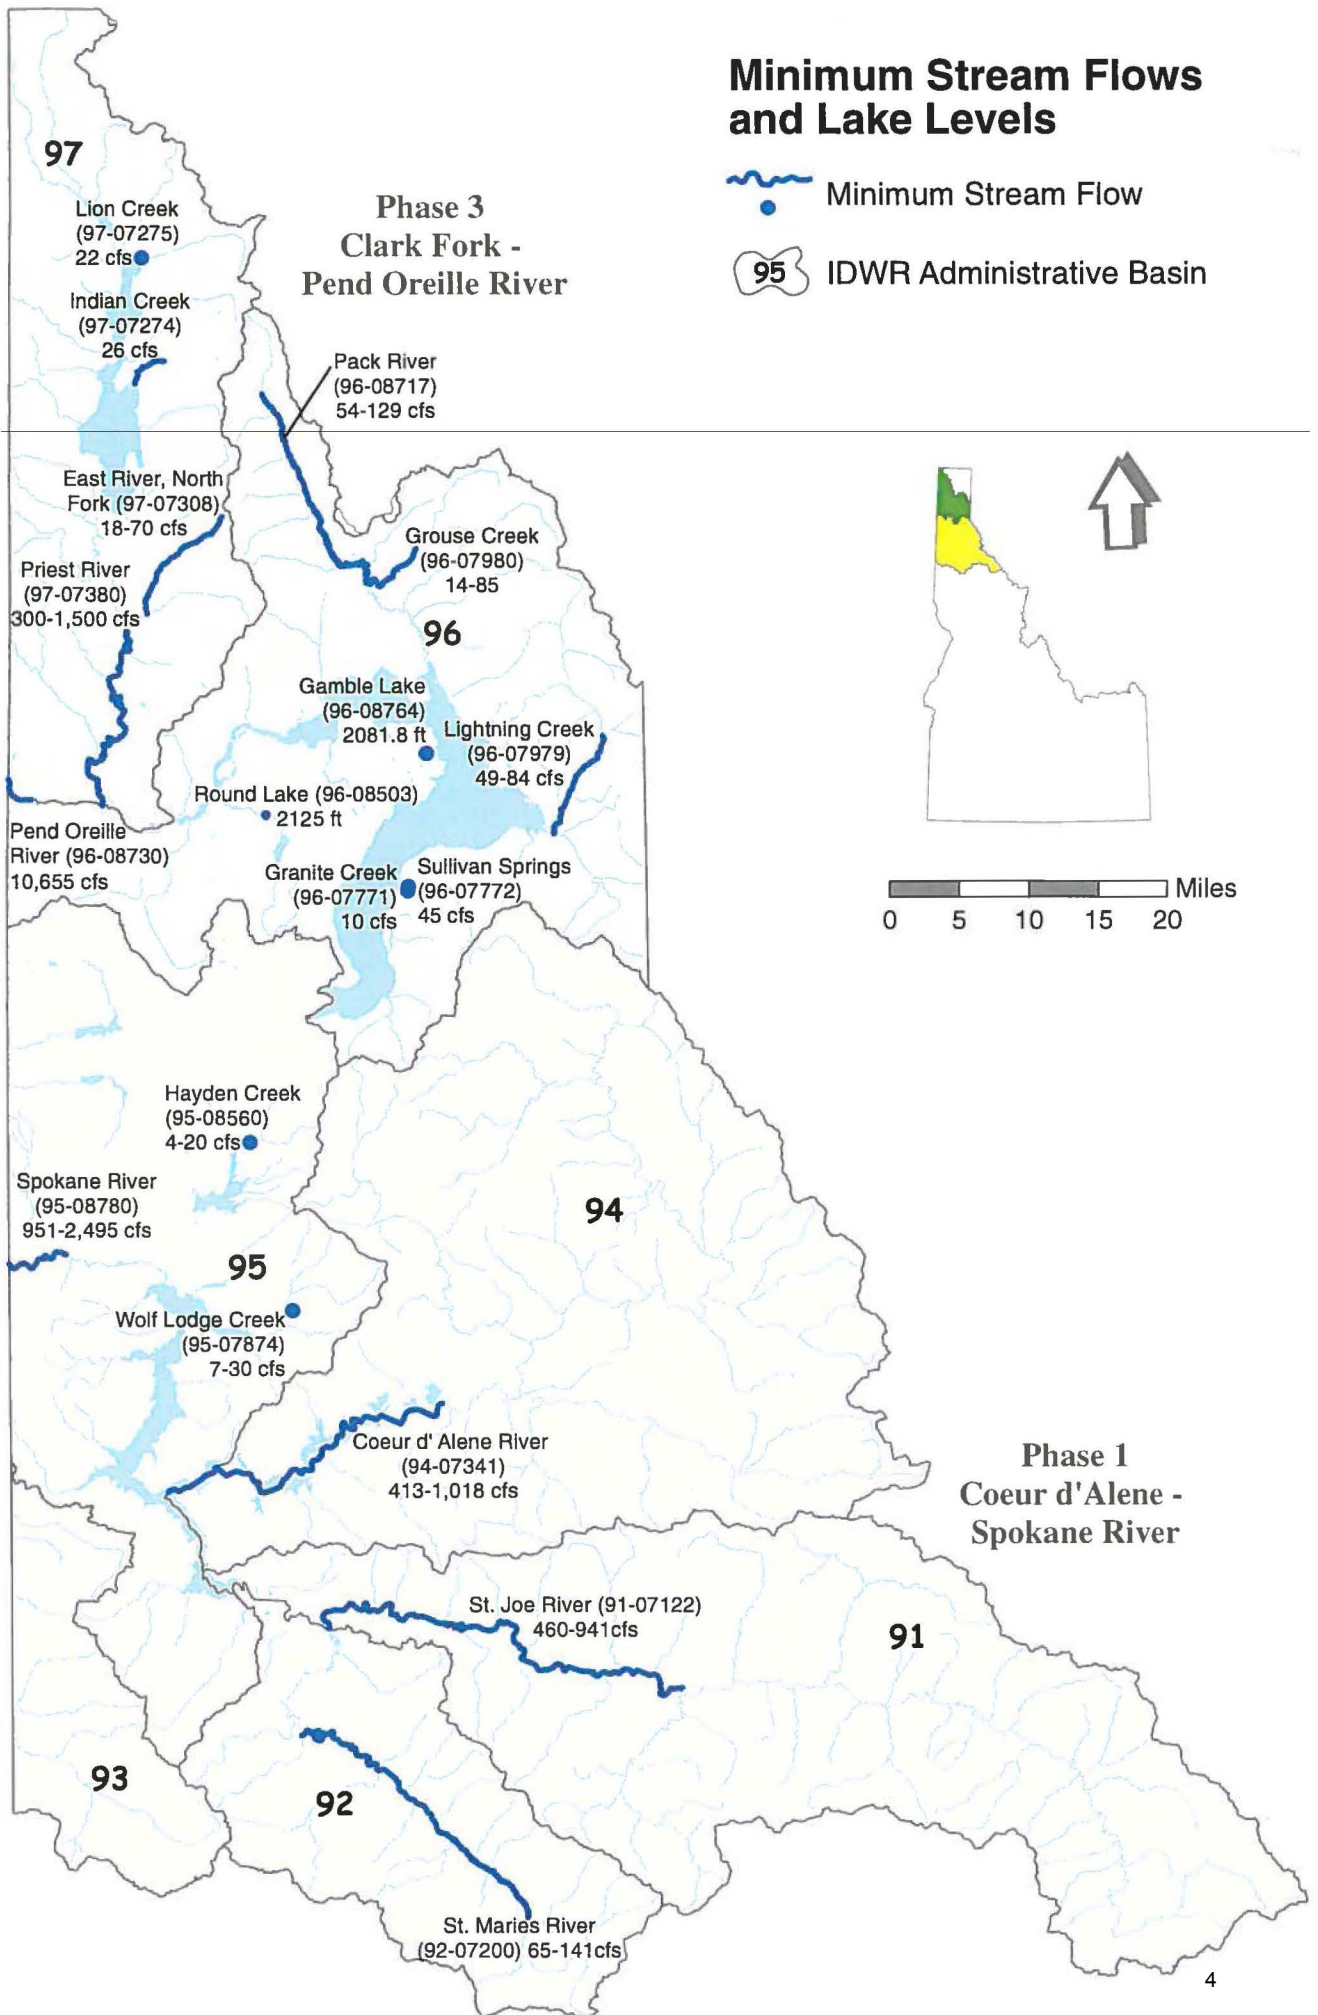 Minimum Stream Flows
and Lake Levels
Minimum Stream Flow
95
IDWR Administrative Basin
97
Lion Creek
(97-07275)
22 cfs
Indian Creek
(97-07274)
26 cfs
Phase 3
Clark Fork -
Pend Oreille River
Pack River
(96-08717)
54-129 cfs
East River, North
Fork (97-07308)
18-70 cfs
Priest River
(97-07380)
300-1,500 cfs
Grouse Creek
(96-07980)
14-85
96
Gamble Lake
(96-08764)
2081.8 ft
Lightning Creek
(96-07979)
49-84 cfs
Round Lake (96-08503)
2125 ft
Pend Oreille
River (96-08730)
10,655 cfs
Granite Creek
(96-07771)
10 cfs
Sullivan Springs
(96-07772)
45 cfs
Miles
0 5 10 15 20
Hayden Creek
(95-08560)
4-20 cfs
Spokane River
(95-08780)
951-2,495 cfs
94
95
Wolf Lodge Creek
(95-07874)
7-30 cfs
Coeur d' Alene River
(94-07341)
413-1,018 cfs
Phase 1
Coeur d'Alene -
Spokane River
St. Joe River (91-07122)
460-941cfs
91
93
92
St. Maries River
(92-07200) 65-141cfs
4